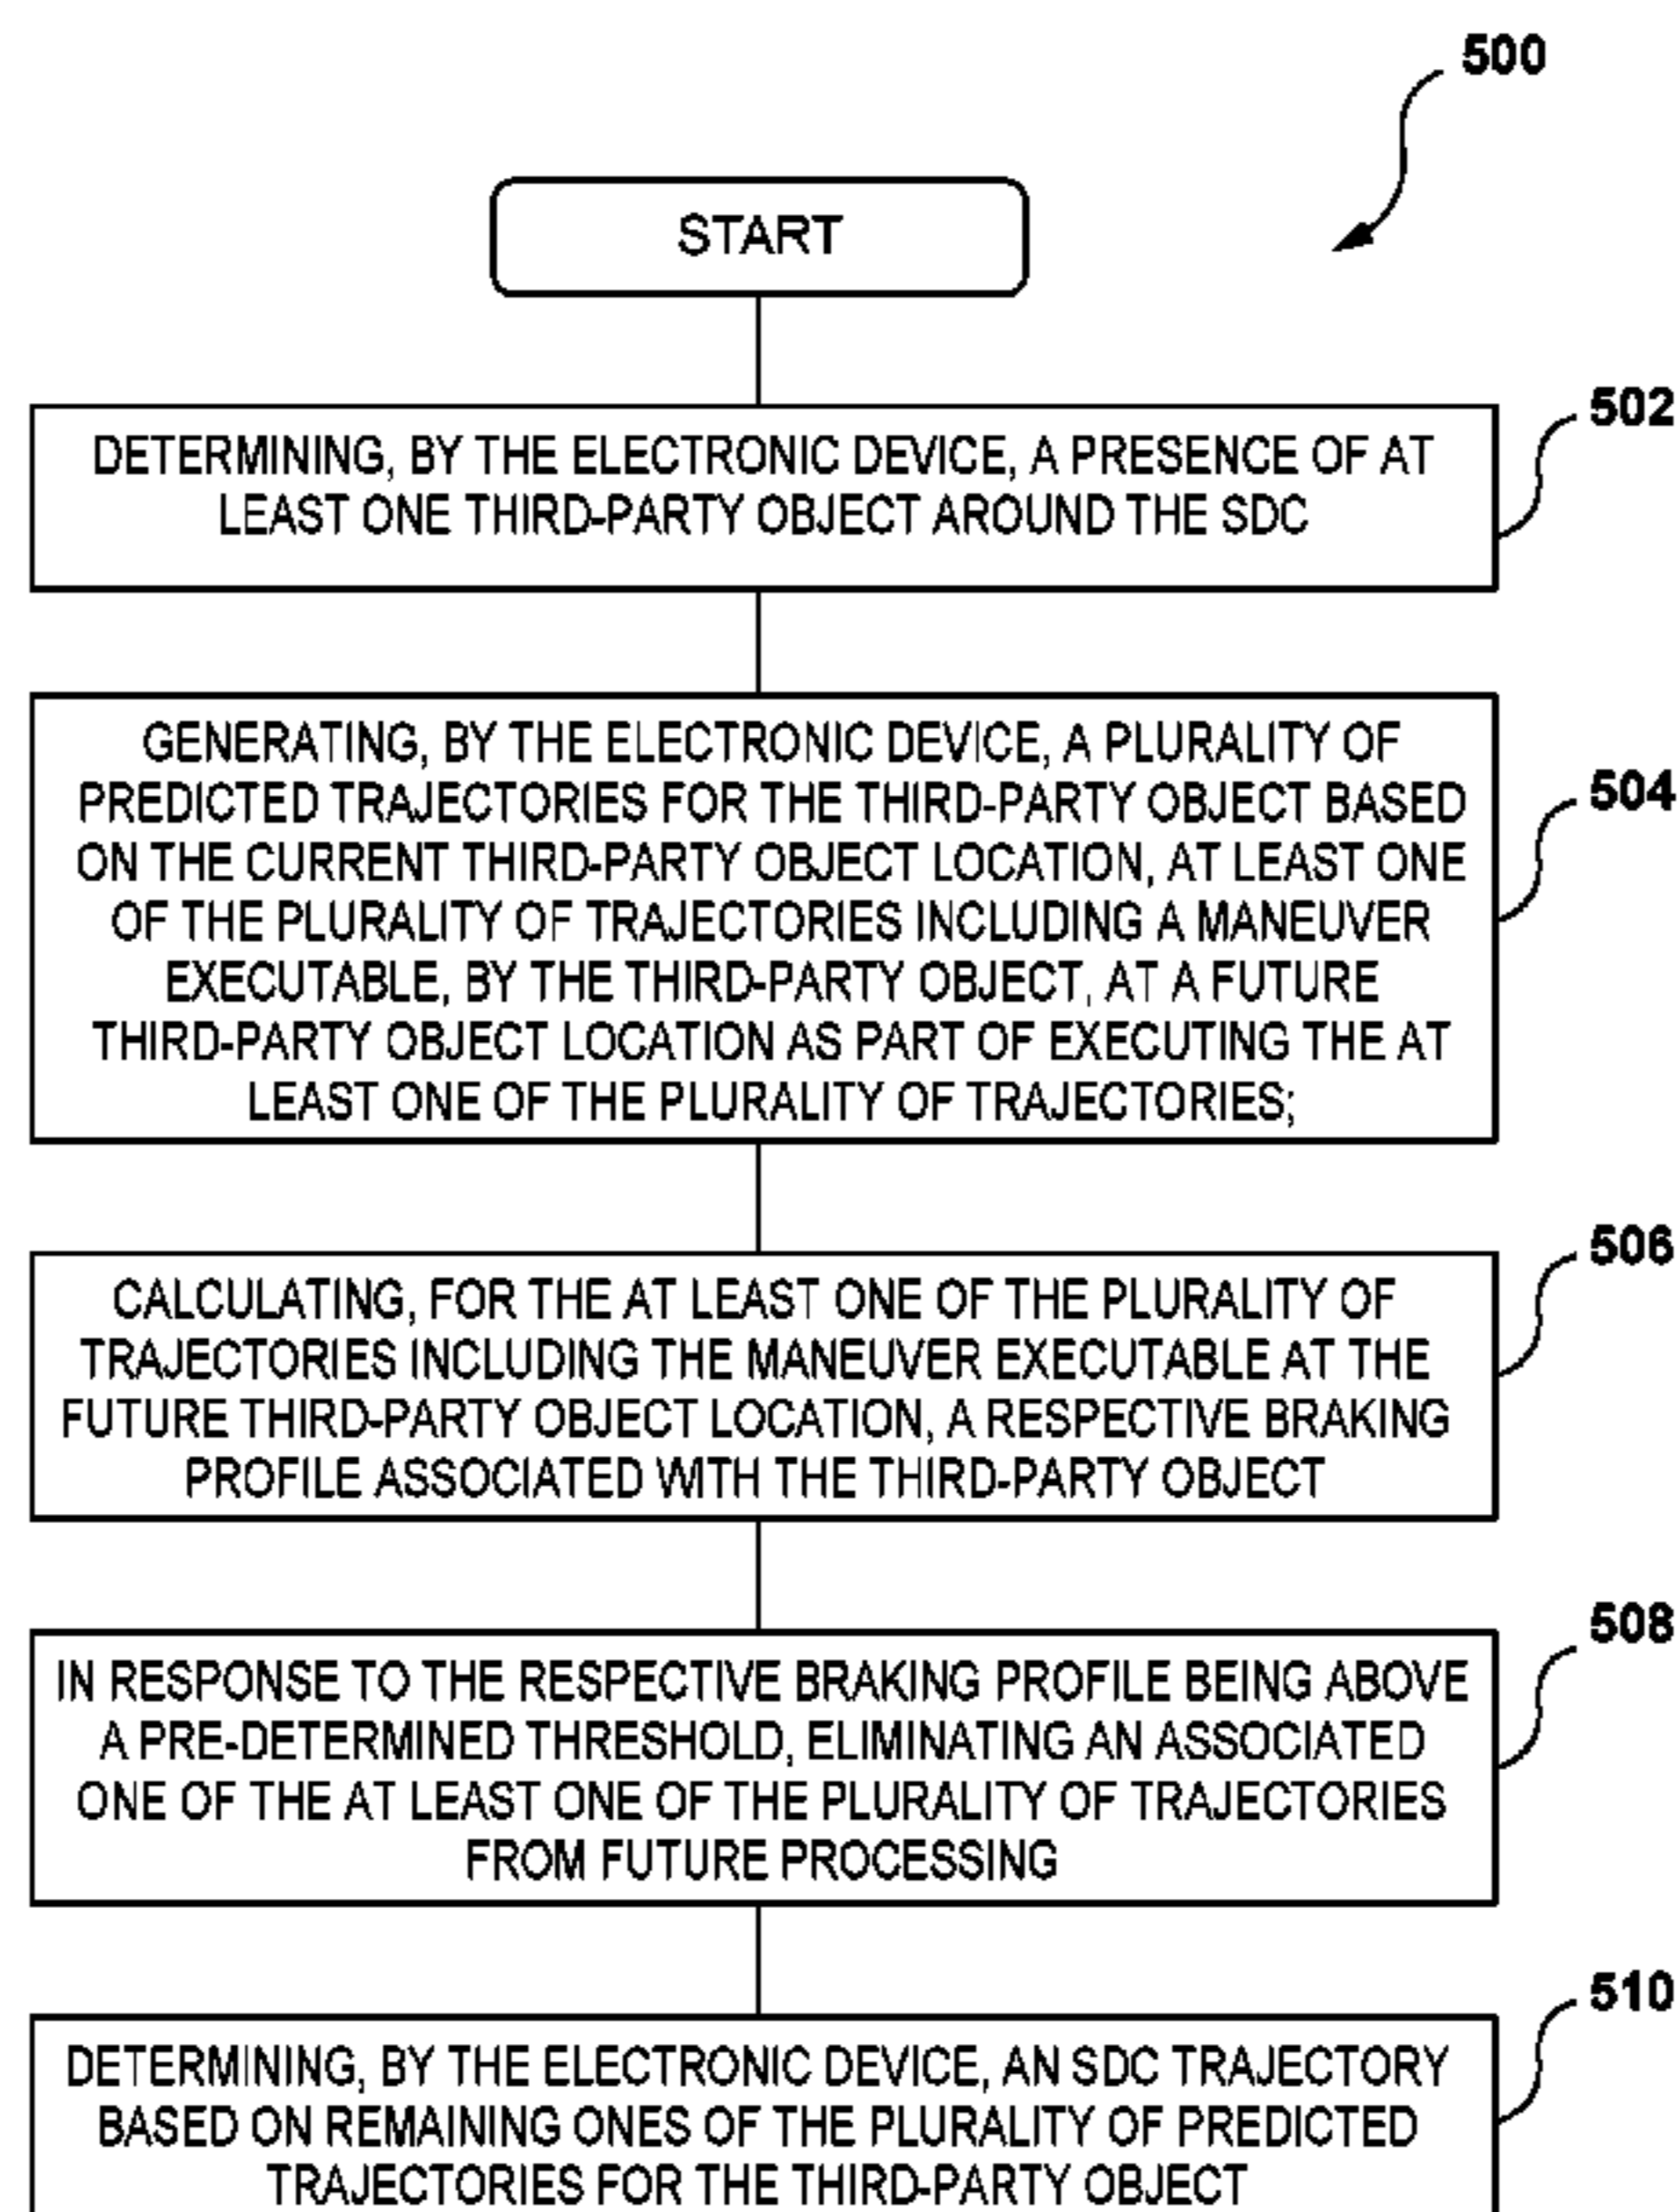 500
START
502
DETERMINING, BY THE ELECTRONIC DEVICE, A PRESENCE OF AT
LEAST ONE THIRD-PARTY OBJECT AROUND THE SDC
504
GENERATING, BY THE ELECTRONIC DEVICE, A PLURALITY OF
PREDICTED TRAJECTORIES FOR THE THIRD-PARTY OBJECT BASED
ON THE CURRENT THIRD-PARTY OBJECT LOCATION, AT LEAST ONE
OF THE PLURALITY OF TRAJECTORIES INCLUDING A MANEUVER
EXECUTABLE, BY THE THIRD-PARTY OBJECT, AT A FUTURE
THIRD-PARTY OBJECT LOCATION AS PART OF EXECUTING THE AT
LEAST ONE OF THE PLURALITY OF TRAJECTORIES;
506
CALCULATING, FOR THE AT LEAST ONE OF THE PLURALITY OF
TRAJECTORIES INCLUDING THE MANEUVER EXECUTABLE AT THE
FUTURE THIRD-PARTY OBJECT LOCATION, A RESPECTIVE BRAKING
PROFILE ASSOCIATED WITH THE THIRD-PARTY OBJECT
508
IN RESPONSE TO THE RESPECTIVE BRAKING PROFILE BEING ABOVE
A PRE-DETERMINED THRESHOLD, ELIMINATING AN ASSOCIATED
ONE OF THE AT LEAST ONE OF THE PLURALITY OF TRAJECTORIES
FROM FUTURE PROCESSING
510
DETERMINING, BY THE ELECTRONIC DEVICE, AN SDC TRAJECTORY
BASED ON REMAINING ONES OF THE PLURALITY OF PREDICTED
TRAJECTORIES FOR THE THIRD-PARTY OBJECT